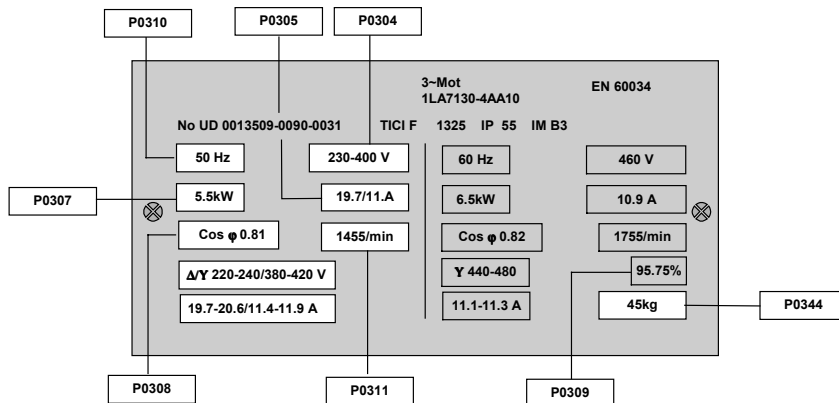 P0310
P0305
P0304
3~Mot
EN 60034
1LA7130-4AA10
No UD 0013509-0090-0031 TICI F 1325 IP 55 IM B3
50 Hz
230-400 V
60 Hz
460 V
P0307
5.5kW
19.7/11.A
6.5kW
10.9 A
Cos φ 0.81
1455/min
Cos φ 0.82
1755/min
Δ/Y 220-240/380-420 V
Y 440-480
95.75%
19.7-20.6/11.4-11.9 A
11.1-11.3 A
45kg
P0344
P0308
P0311
P0309